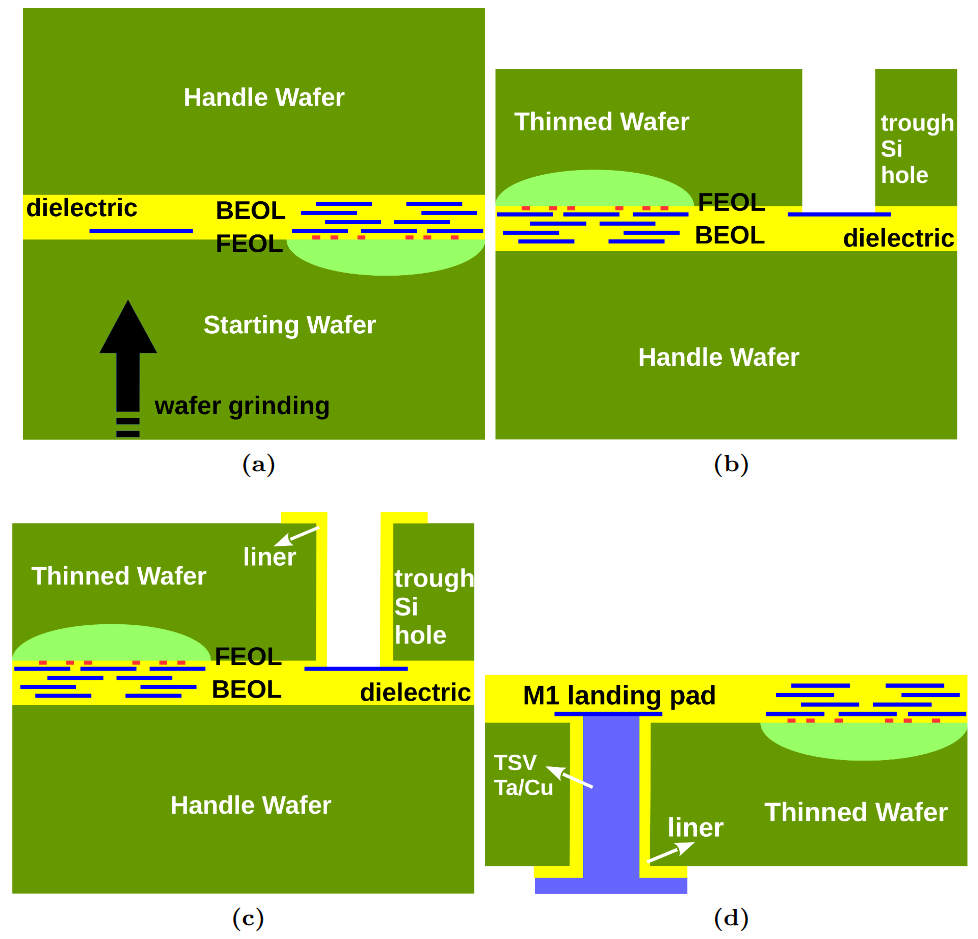 Handle Wafer
dielectric
BEOL
FEOL
Starting Wafer
wafer grinding
(a)
Thinned Wafer
trough
Si
hole
FEOL
BEOL
dielectric
Handle Wafer
(b)
liner
Thinned Wafer
trough
Si
hole
FEOL
BEOL
dielectric
Handle Wafer
(c)
M1 landing pad
TSV
Ta/Cu
Thinned Wafer
liner
(d)